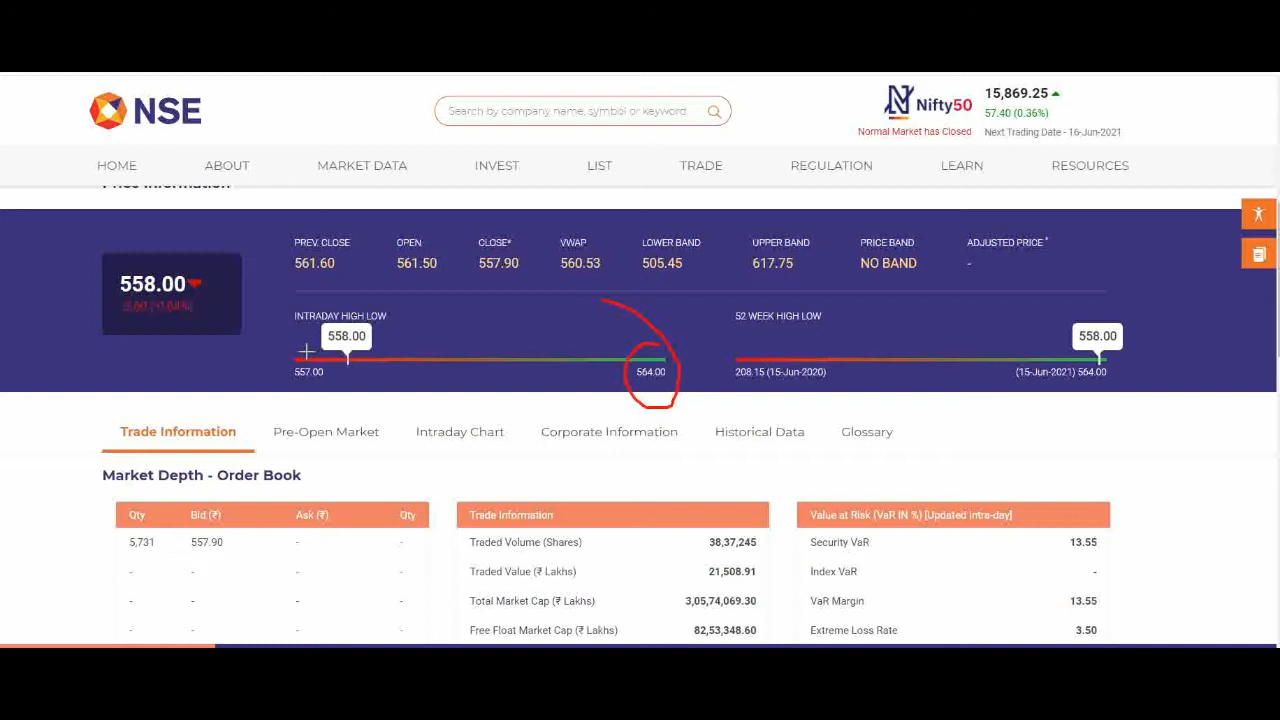 NSE
Search by company name, symbol or keyword
Nifty50
15,869.25
57.40 (0.36%)
Normal Market has Closed
Next Trading Date - 16-Jun-2021
HOME ABOUT MARKET DATA INVEST LIST TRADE REGULATION LEARN RESOURCES
Price Information
558.00
PREV. CLOSE OPEN CLOSE* VWAP LOWER BAND UPPER BAND PRICE BAND ADJUSTED PRICE*
561.60 561.50 557.90 560.53 505.45 617.75 NO BAND -
INTRADAY HIGH LOW
558.00
557.00 564.00
52 WEEK HIGH LOW
558.00
208.15 (15-Jun-2020) (15-Jun-2021) 564.00
Trade Information Pre-Open Market Intraday Chart Corporate Information Historical Data Glossary
Market Depth - Order Book
Qty Bid (₹) Ask (₹) Qty
5,731 557.90 - -
- - - -
- - - -
- - - -
Trade Information
Traded Volume (Shares) 38,37,245
Traded Value (₹ Lakhs) 21,508.91
Total Market Cap (₹ Lakhs) 3,05,74,069.30
Free Float Market Cap (₹ Lakhs) 82,53,348.60
Value at Risk (VaR IN %) [Updated Intra-day]
Security VaR 13.55
Index VaR -
VaR Margin 13.55
Extreme Loss Rate 3.50